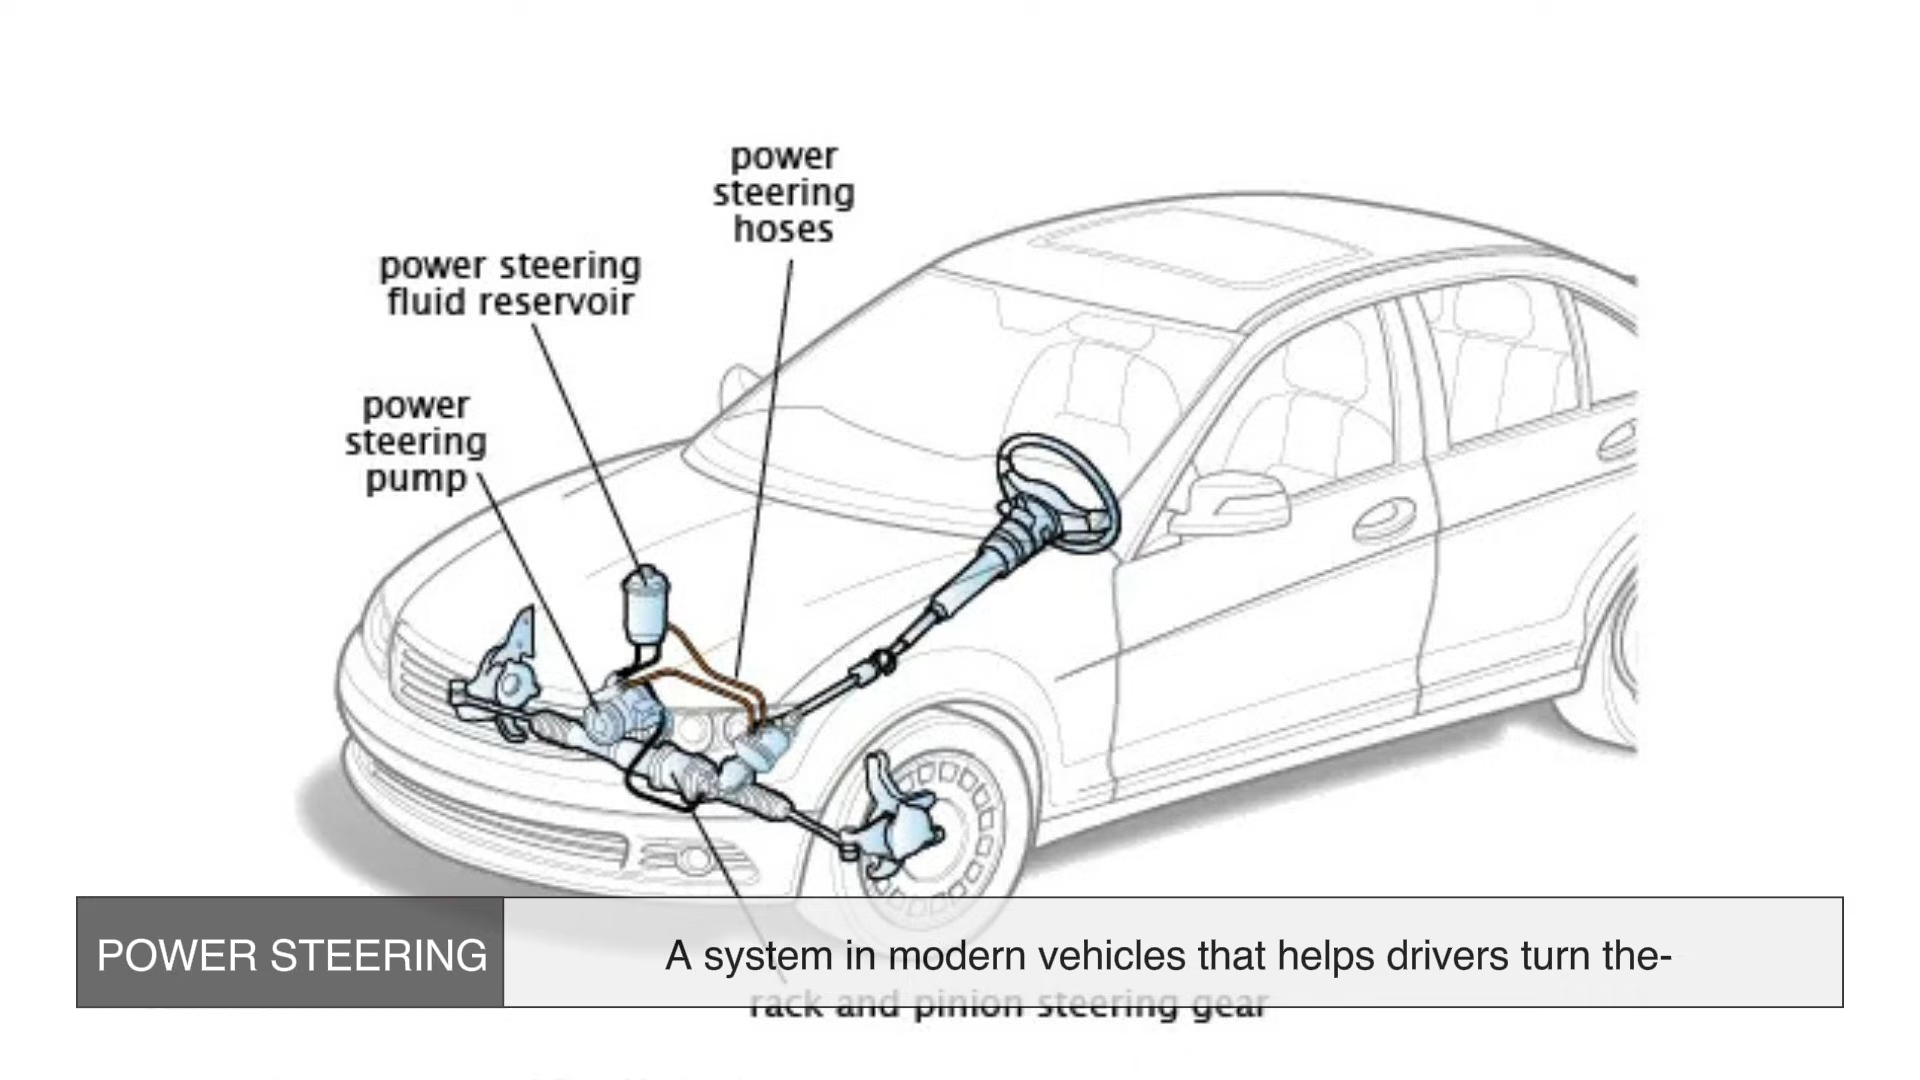 power
steering
hoses
power steering
fluid reservoir
power
steering
pump
POWER STEERING
A system in modern vehicles that helps drivers turn the-
rack and pinion steering gear